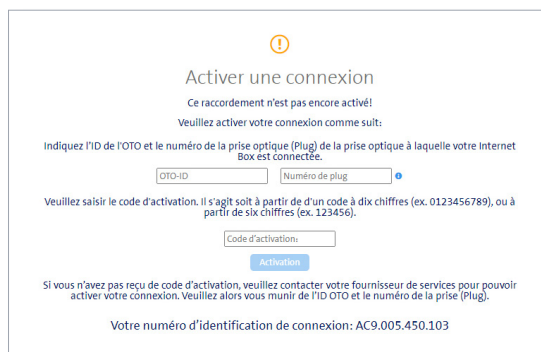 Activer une connexion
Ce raccordement n'est pas encore activé!
Veuillez activer votre connexion comme suit:
Indiquez l'ID de l'OTO et le numéro de la prise optique (Plug) de la prise optique à laquelle votre Internet
Box est connectée.
OTO-ID Numéro de plug
Veuillez saisir le code d'activation. Il s'agit soit à partir de d'un code à dix chiffres (ex. 0123456789), ou à
partir de six chiffres (ex. 123456).
Code d'activation:
Activation
Si vous n'avez pas reçu de code d'activation, veuillez contacter votre fournisseur de services pour pouvoir
activer votre connexion. Veuillez alors vous munir de l'ID OTO et le numéro de la prise (Plug).
Votre numéro d'identification de connexion: AC9.005.450.103